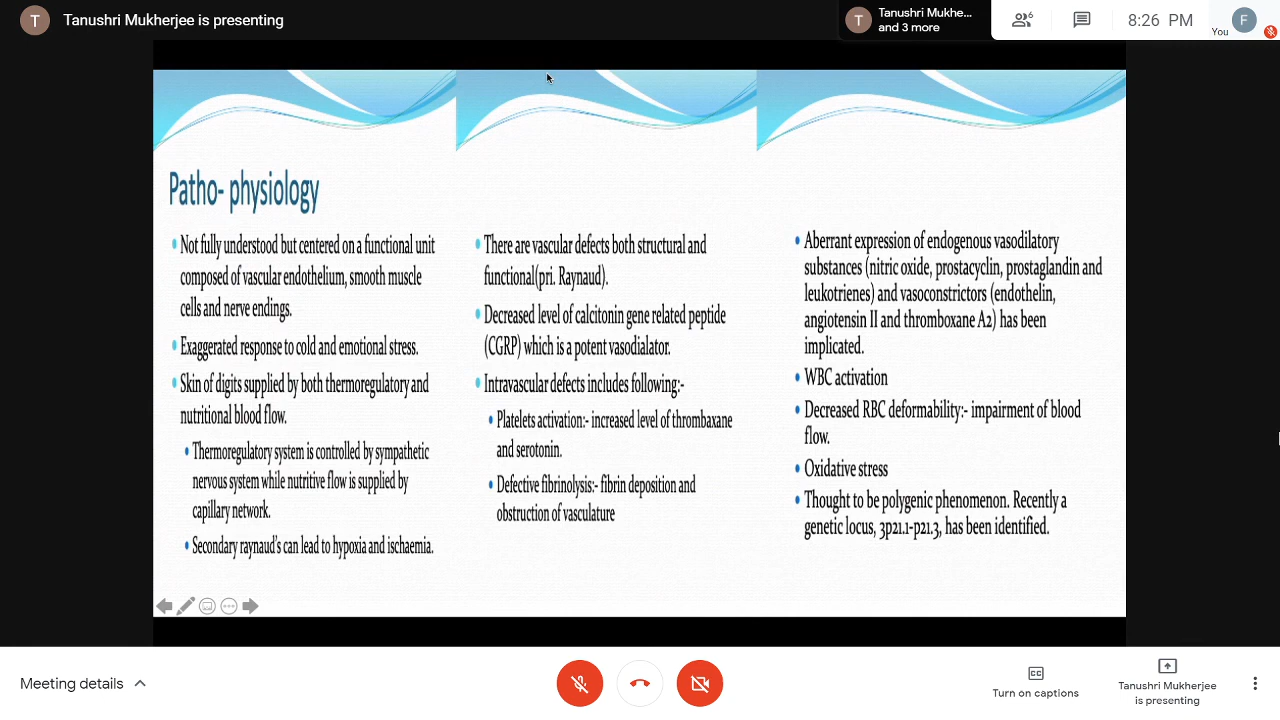 T
Tanushri Mukherjee is presenting
T
Tanushri Mukhe...
and 3 more
6
8:26 PM
You
F
Patho- physiology
• Not fully understood but centered on a functional unit
composed of vascular endothelium, smooth muscle
cells and nerve endings.
• Exaggerated response to cold and emotional stress.
• Skin of digits supplied by both thermoregulatory and
nutritional blood flow.
• Thermoregulatory system is controlled by sympathetic
nervous system while nutritive flow is supplied by
capillary network.
• Secondary raynaud's can lead to hypoxia and ischaemia.
• There are vascular defects both structural and
functional(pri. Raynaud).
• Decreased level of calcitonin gene related peptide
(CGRP) which is a potent vasodialator.
• Intravascular defects includes following:-
• Platelets activation:- increased level of thrombaxane
and serotonin.
• Defective fibrinolysis:- fibrin deposition and
obstruction of vasculature
• Aberrant expression of endogenous vasodilatory
substances (nitric oxide, prostacyclin, prostaglandin and
leukotrienes) and vasoconstrictors (endothelin,
angiotensin II and thromboxane A2) has been
implicated.
• WBC activation
• Decreased RBC deformability:- impairment of blood
flow.
• Oxidative stress
• Thought to be polygenic phenomenon. Recently a
genetic locus, 3p21.1-p21.3, has been identified.
Meeting details
CC
Turn on captions
Tanushri Mukherjee
is presenting